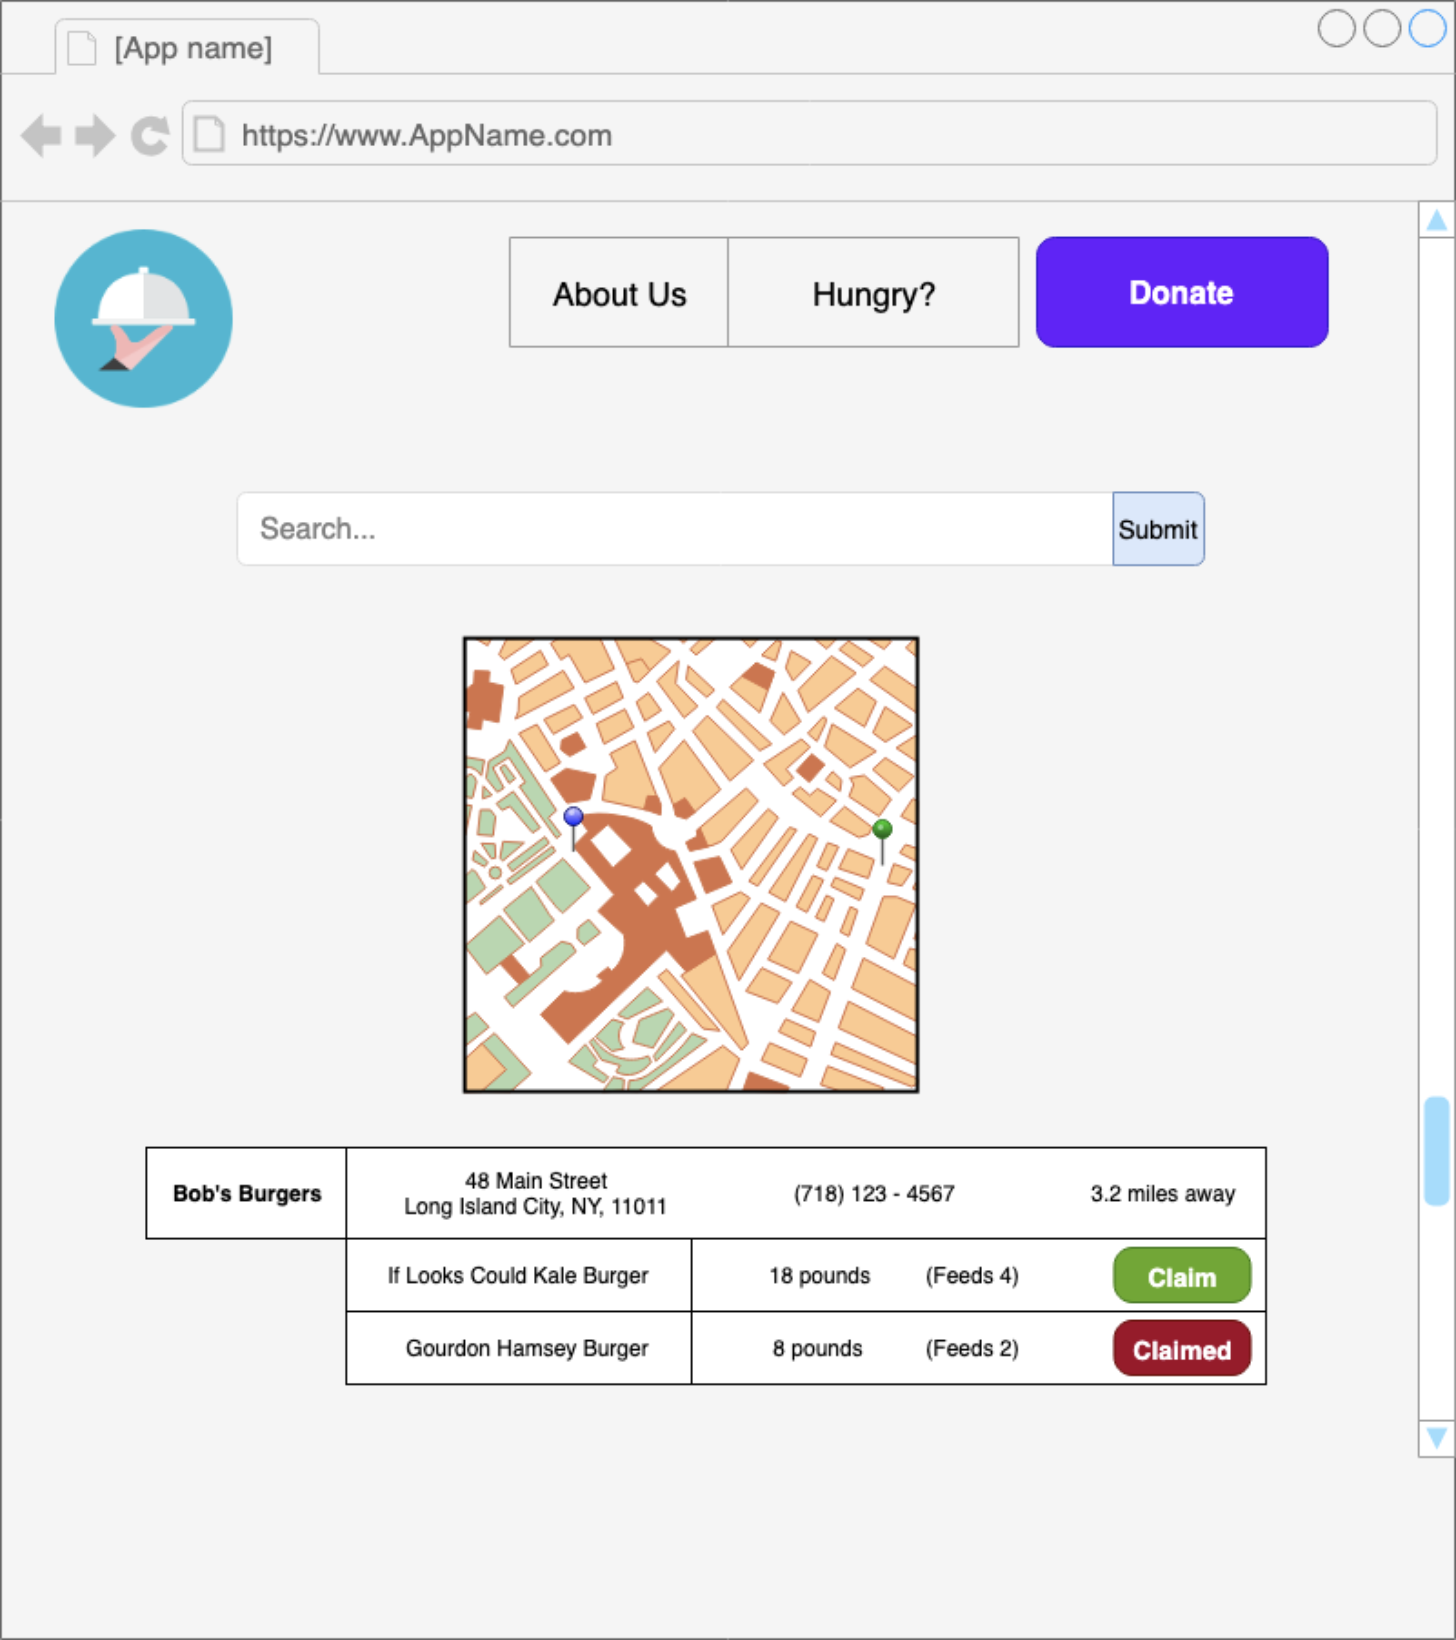 [App name]
https://www.AppName.com
About Us
Hungry?
Donate
Search...
Submit
Bob's Burgers
48 Main Street
Long Island City, NY, 11011
(718) 123 - 4567
3.2 miles away
If Looks Could Kale Burger
18 pounds
(Feeds 4)
Claim
Gourdon Hamsey Burger
8 pounds
(Feeds 2)
Claimed